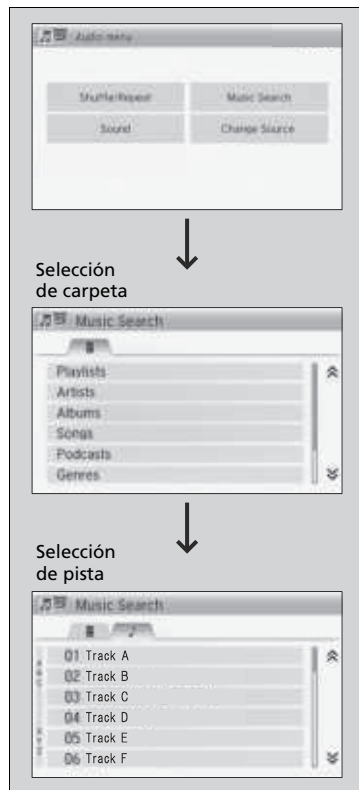 Audio menu
Shuffle/Repeat
Music Search
Sound
Change Source
Selección
de carpeta
Music Search
Playlists
Artists
Albums
Songs
Podcasts
Genres
Selección
de pista
Music Search
01 Track A
02 Track B
03 Track C
04 Track D
05 Track E
06 Track F